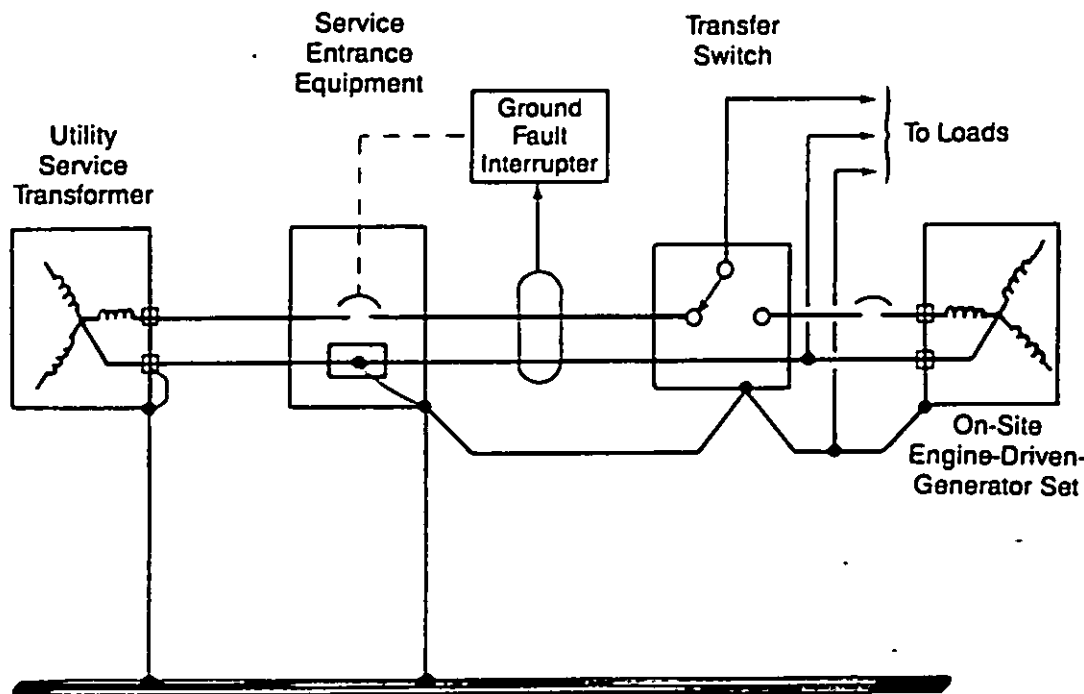 Service
Entrance
Equipment
Transfer
Switch
Ground
Fault
Interrupter
To Loads
Utility
Service
Transformer
On-Site
Engine-Driven-
Generator Set